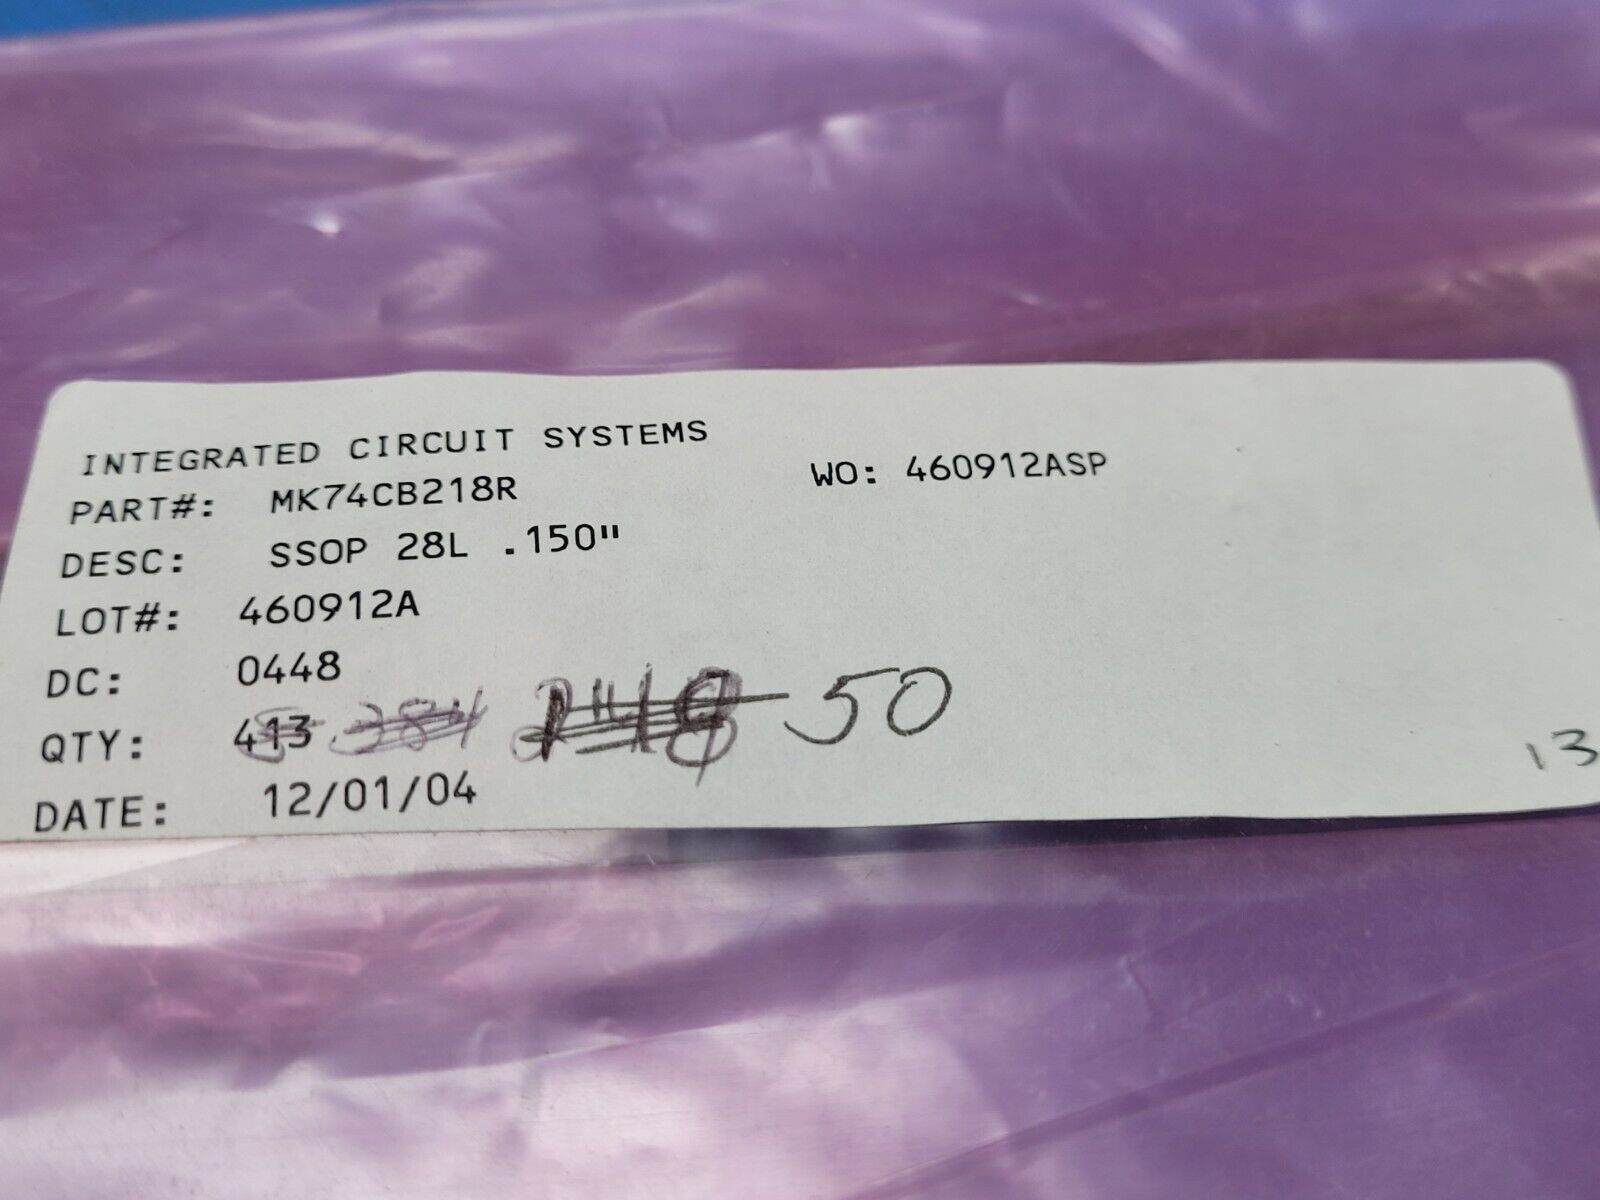 INTEGRATED CIRCUIT SYSTEMS
PART#: MK74CB218R WO: 460912ASP
DESC: SSOP 28L .150"
LOT#: 460912A
DC: 0448
QTY: 413 384 50
DATE: 12/01/04
13